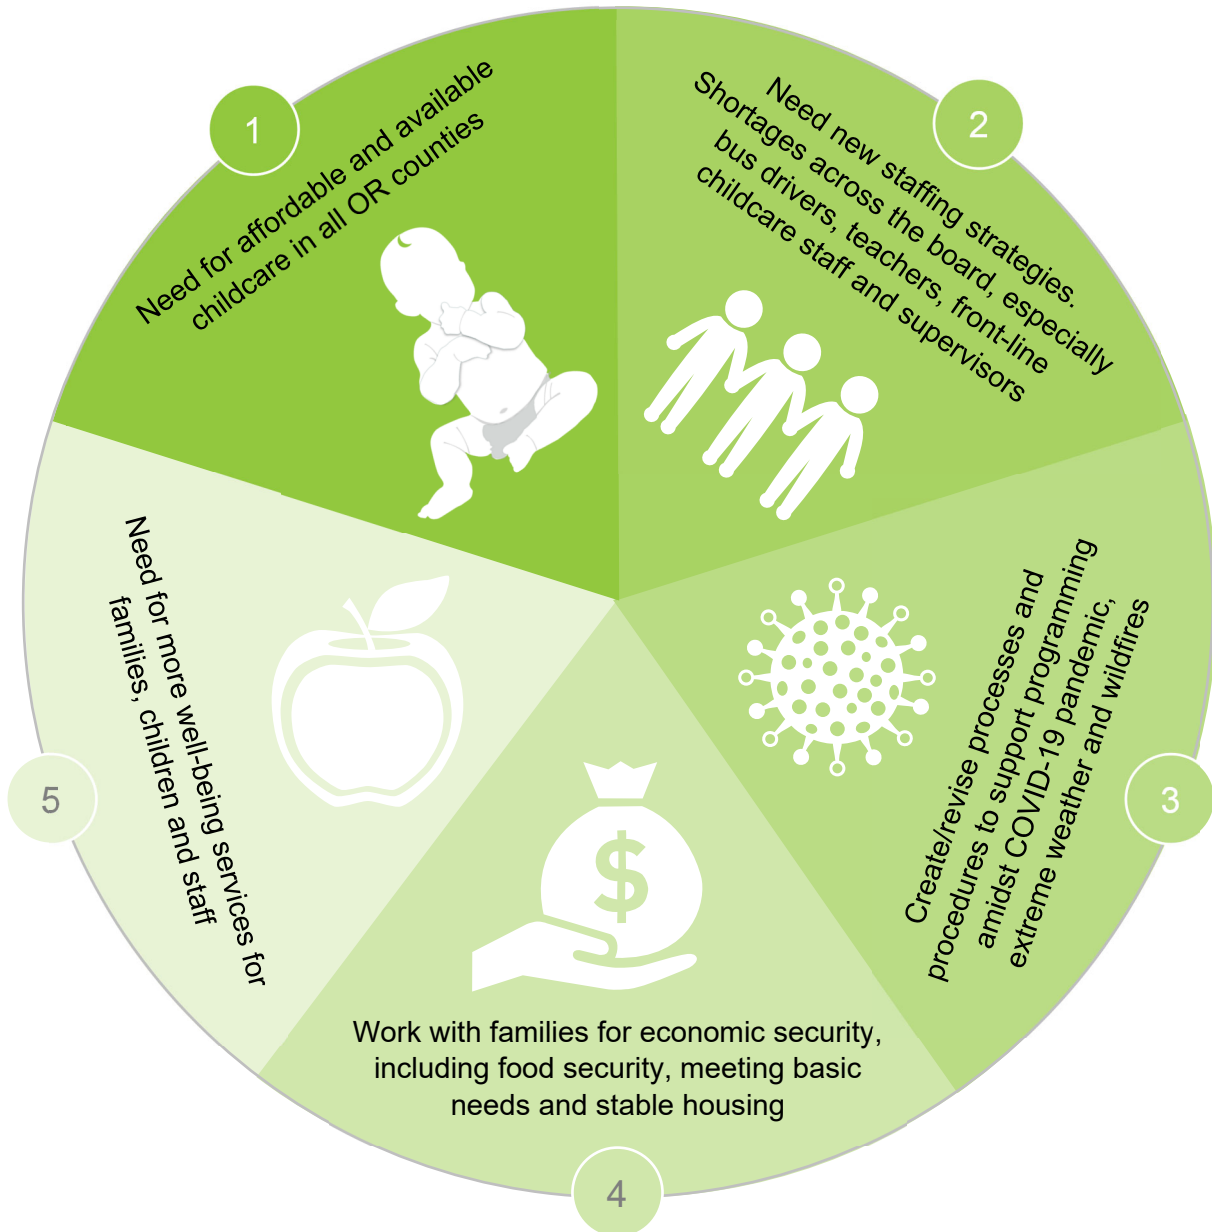 1
Need for affordable and available
childcare in all OR counties
2
Need new staffing strategies.
Shortages across the board, especially
bus drivers, teachers, front-line
childcare staff and supervisors
3
Create/revise processes and
procedures to support programming
amidst COVID-19 pandemic,
extreme weather and wildfires
$
Work with families for economic security,
including food security, meeting basic
needs and stable housing
4
5
Need for more well-being services for
families, children and staff